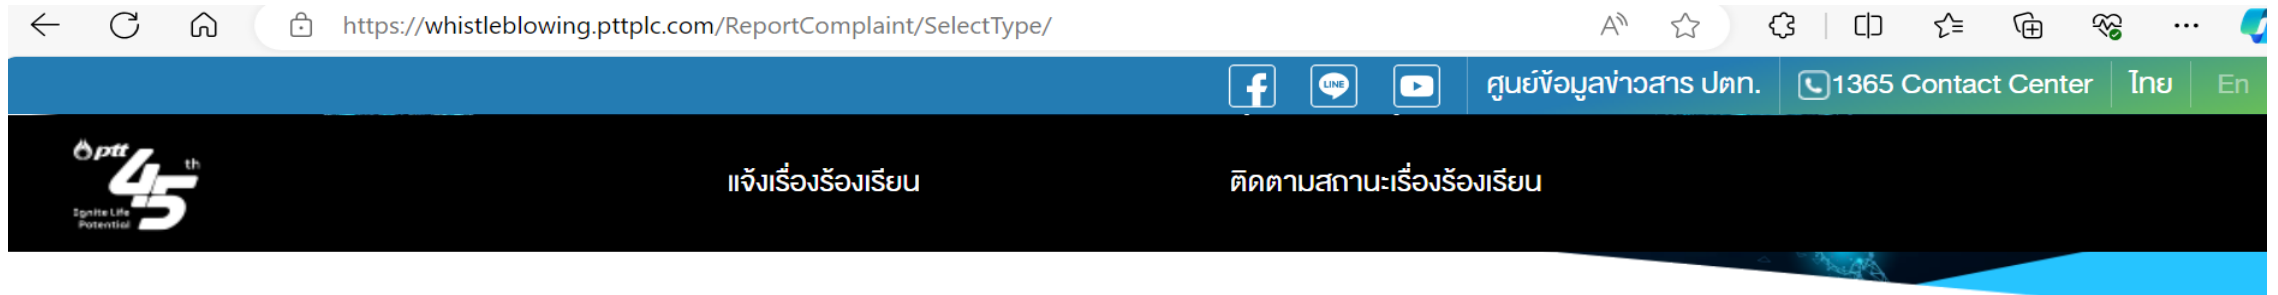 https://whistleblowing.pttplc.com/ReportComplaint/SelectType/
LINE ศูนย์ข้อมูลข่าวสาร ปตท. 1365 Contact Center ไทย En
ptt 45th
Ignite Life
Potential
แจ้งเรื่องร้องเรียน ติดตามสถานะเรื่องร้องเรียน